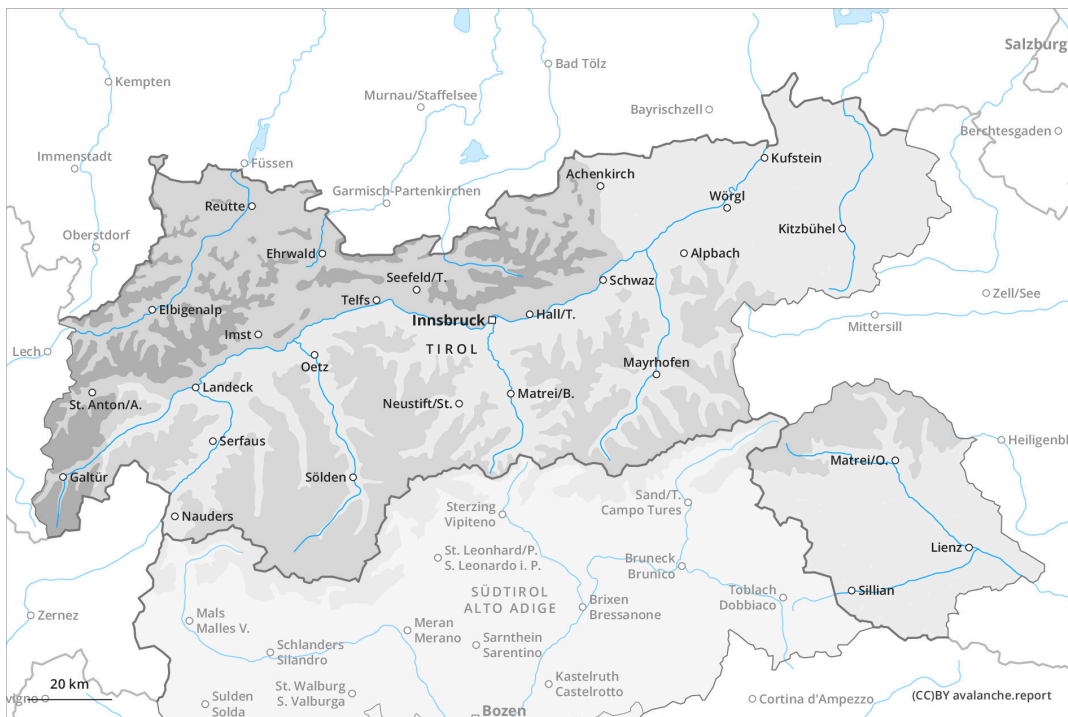 Salzburg
Bad Tölz
Kempten
Murnau/Staffelsee
Bayrischzell
Berchtesgaden
Immenstadt
Füssen
Kufstein
Achenkirch
Garmisch-Partenkirchen
Wörgl
Reutte
Kitzbühel
Oberstdorf
Ehrwald
Alpbach
Seefeld/T.
Schwaz
Zell/See
Telfs
Elbigenalp
Hall/T.
Innsbruck
Mittersill
Imst
TIROL
Lech
Oetz
Mayrhofen
Landeck
St. Anton/A.
Neustift/St.
Matrei/B.
Serfaus
Heiligenbl
Matrei/O.
Galtür
Sölden
Sand/T.
Campo Tures
Sterzing
Vipiteno
Nauders
Lienz
St. Leonhard/P.
S. Leonardo i. P.
Bruneck
Brunico
SÜDTIROL
ALTO ADIGE
Toblach
Dobbiaco
Sillian
Brixen
Bressanone
Zernez
Mals
Malles V.
Meran
Merano
Sarnthein
Sarentino
Schlanders
Silandro
Kastelruth
Castelrotto
20 km
St. Walburg
S. Valburga
vigno
Sulden
Solda
Cortina d'Ampezzo
(CC)BY avalanche.report
Bozen